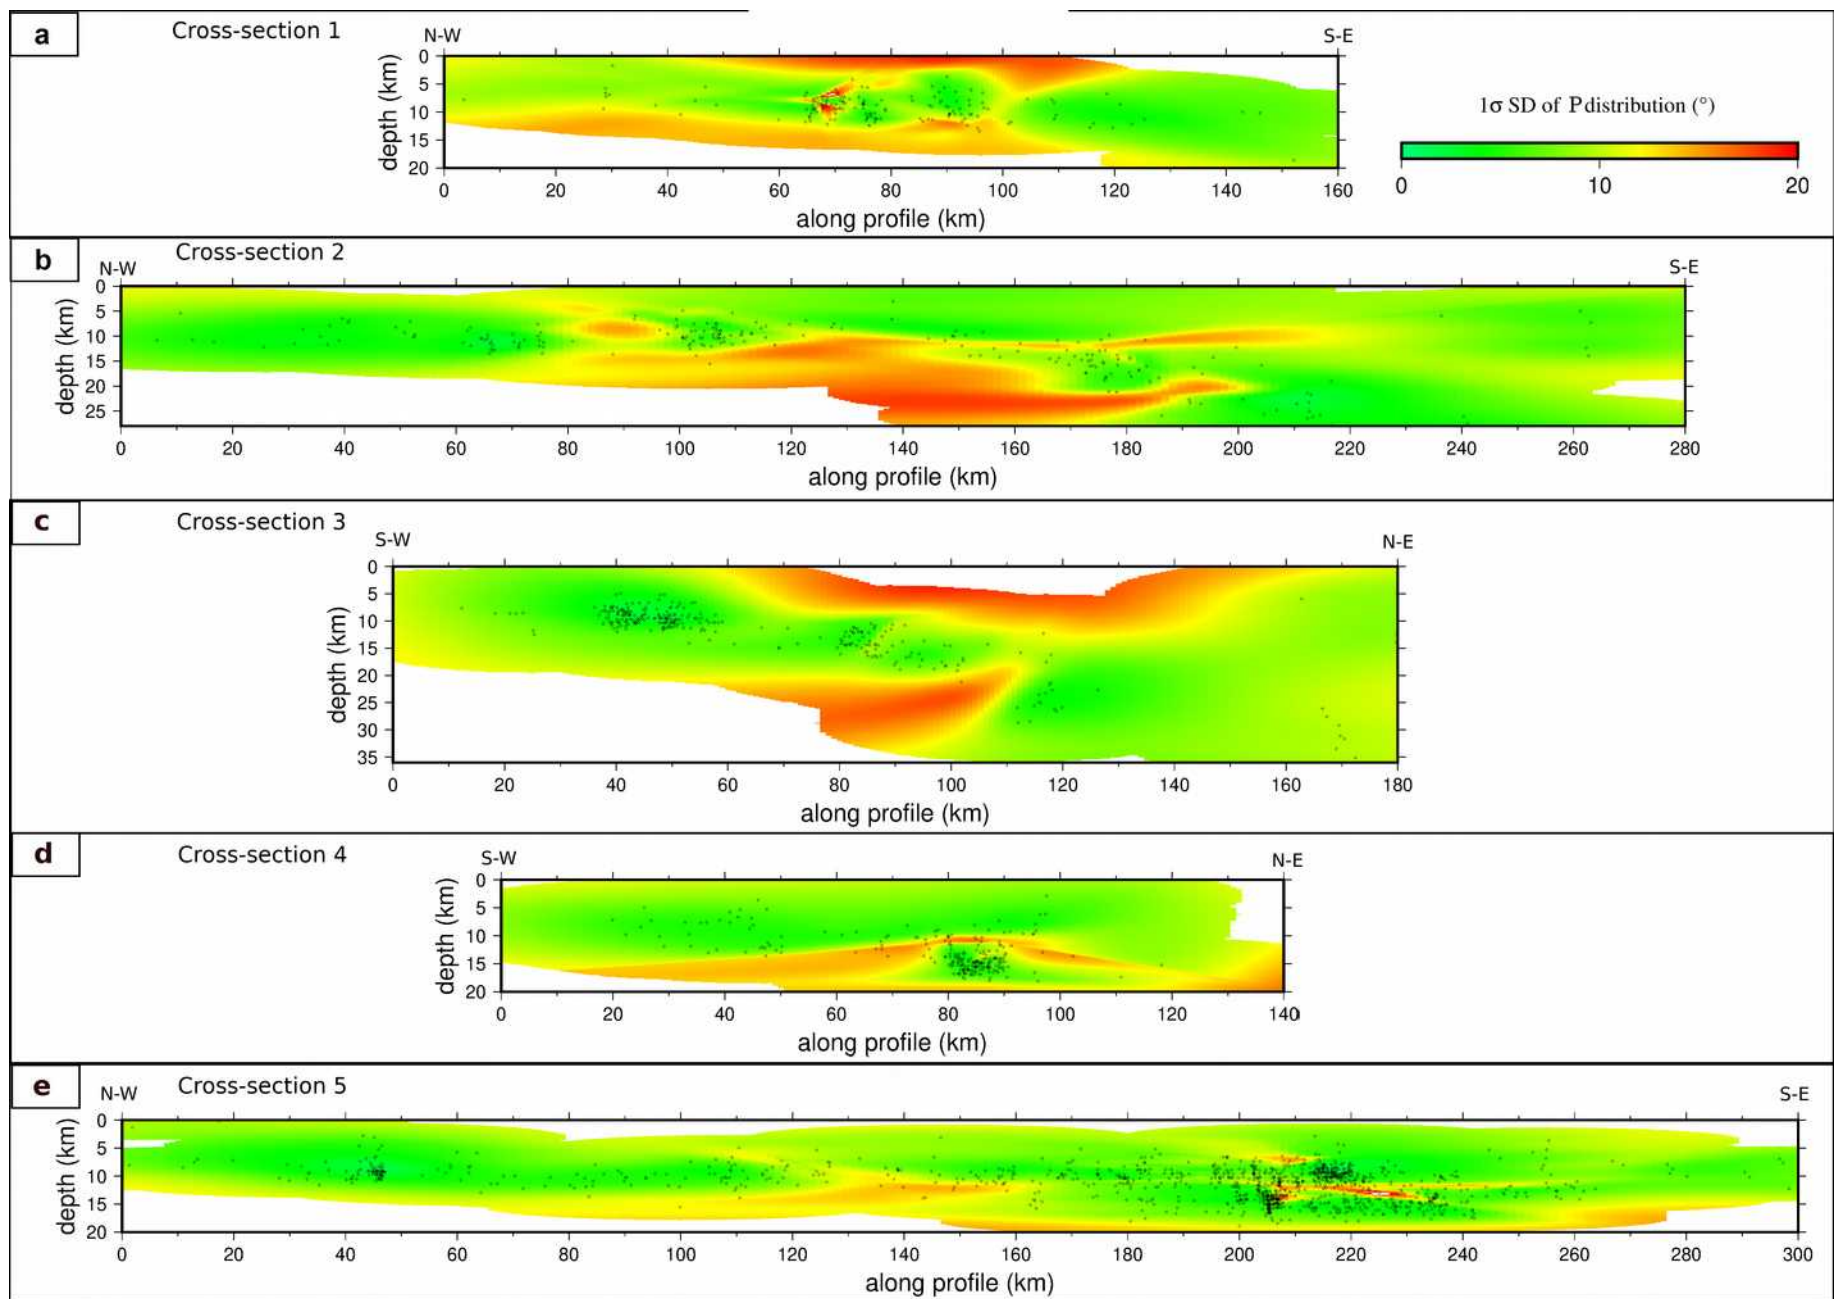 a
Cross-section 1
N-W
S-E
0
5
10
15
20
depth (km)
0 20 40 60 80 100 120 140 160
along profile (km)
1σ SD of P distribution (°)
0 10 20
b
Cross-section 2
N-W
S-E
0
5
10
15
20
25
depth (km)
0 20 40 60 80 100 120 140 160 180 200 220 240 260 280
along profile (km)
c
Cross-section 3
S-W
N-E
0
5
10
15
20
25
30
35
depth (km)
0 20 40 60 80 100 120 140 160 180
along profile (km)
d
Cross-section 4
S-W
N-E
0
5
10
15
20
depth (km)
0 20 40 60 80 100 120 140
along profile (km)
e
Cross-section 5
N-W
S-E
0
5
10
15
20
depth (km)
0 20 40 60 80 100 120 140 160 180 200 220 240 260 280 300
along profile (km)